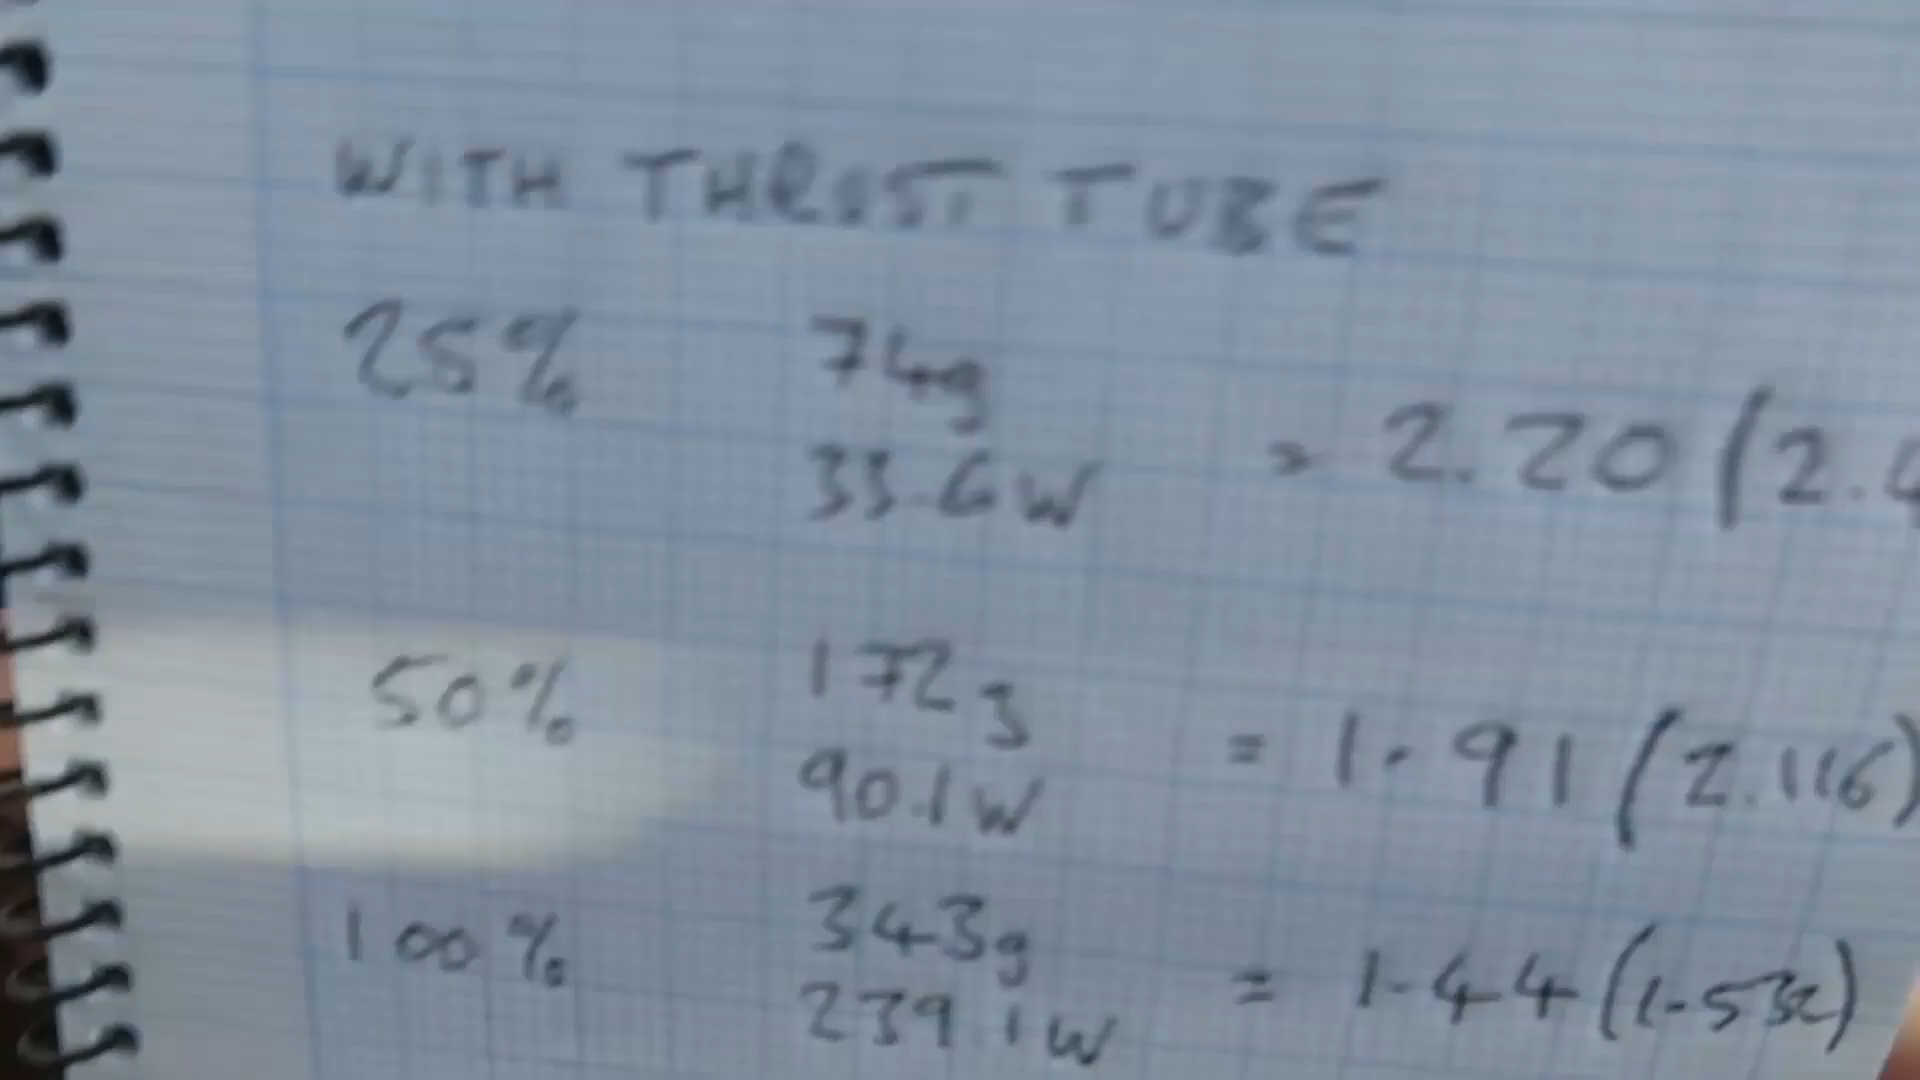 WITH THRUST TUBE
25% 74g
33.6W = 2.20 (2.4
50% 172g
90.1W = 1.91 (2.116)
100% 343g
239.1W = 1.44 (1.532)